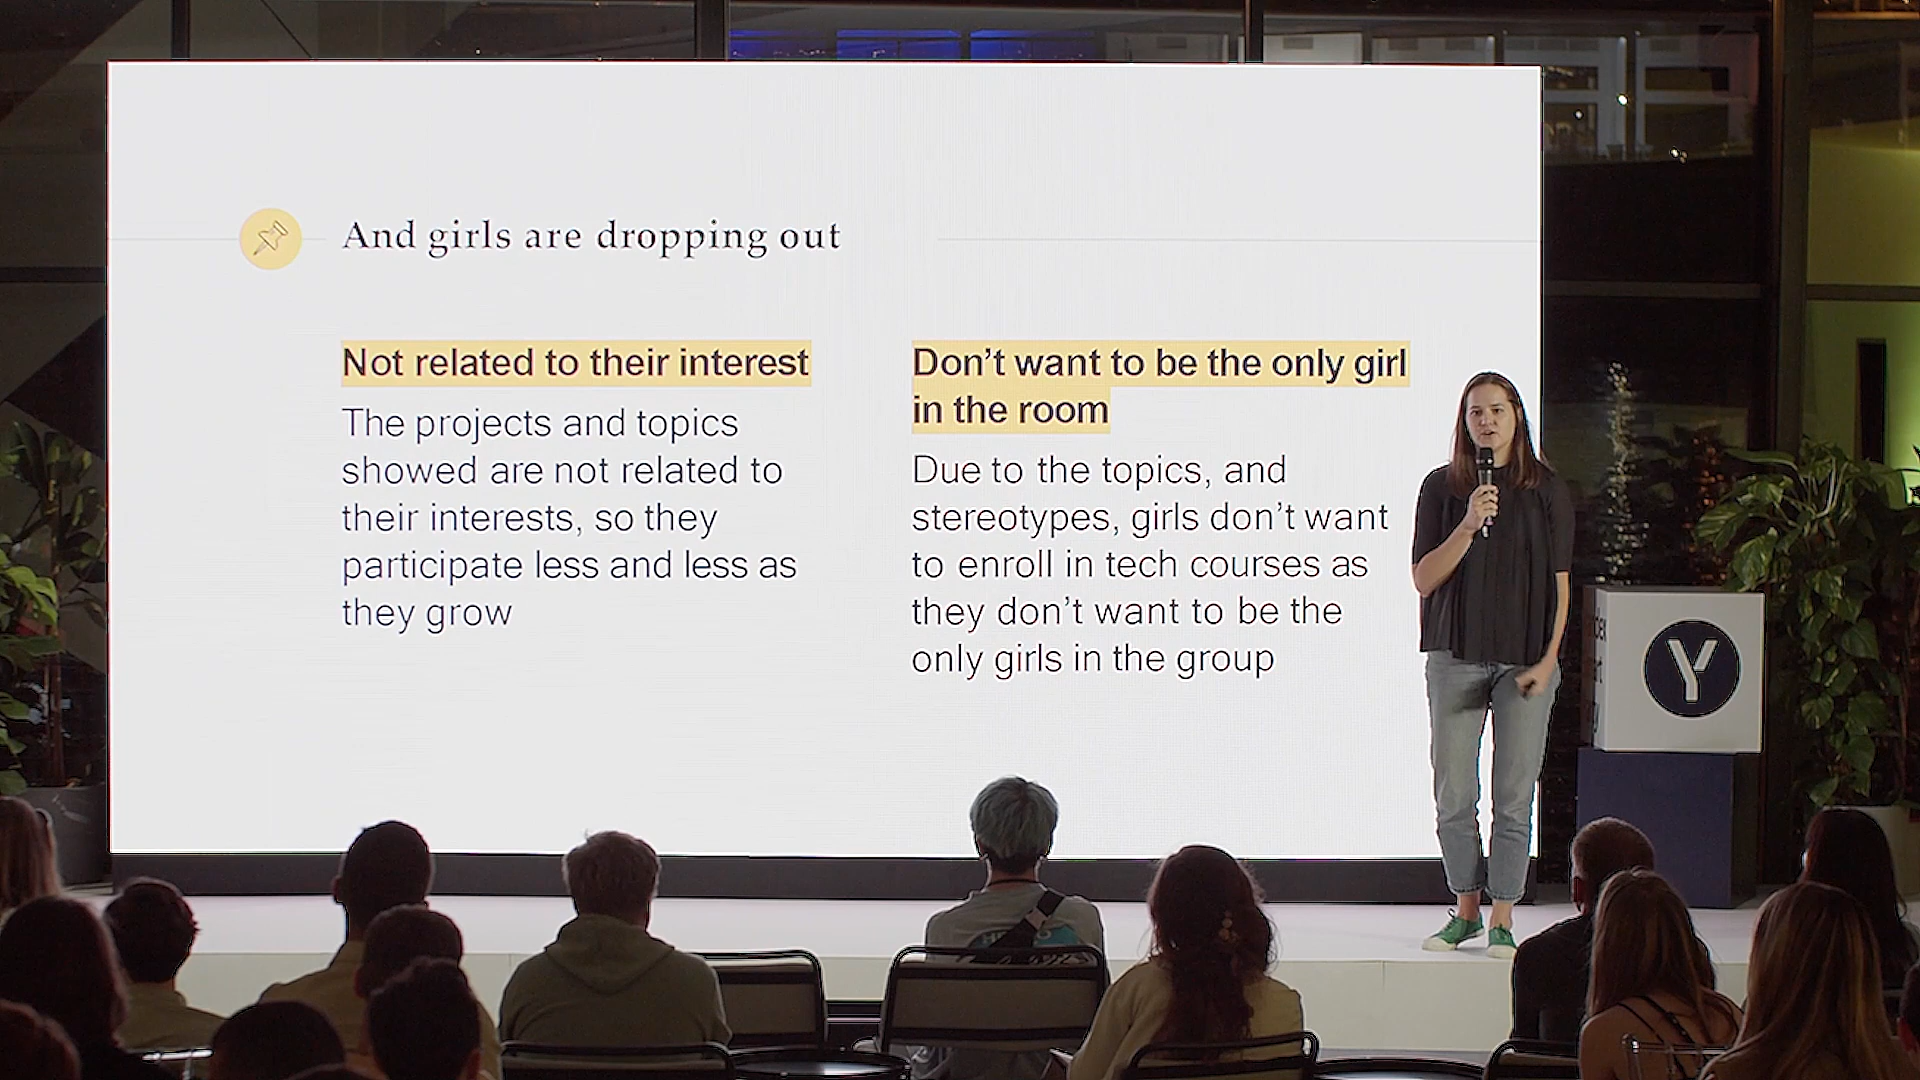 And girls are dropping out
Not related to their interest
The projects and topics
showed are not related to
their interests, so they
participate less and less as
they grow
Don't want to be the only girl
in the room
Due to the topics, and
stereotypes, girls don't want
to enroll in tech courses as
they don't want to be the
only girls in the group
Y